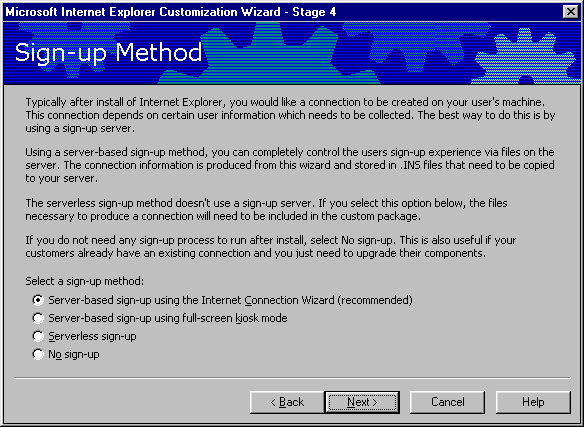 Microsoft Internet Explorer Customization Wizard - Stage 4
Sign-up Method
Typically after install of Internet Explorer, you would like a connection to be created on your user's machine.
This connection depends on certain user information which needs to be collected. The best way to do this is by
using a sign-up server.
Using a server-based sign-up method, you can completely control the users sign-up experience via files on the
server. The connection information is produced from this wizard and stored in .INS files that need to be copied
to your server.
The serverless sign-up method doesn't use a sign-up server. If you select this option below, the files
necessary to produce a connection will need to be included in the custom package.
If you do not need any sign-up process to run after install, select No sign-up. This is also useful if your
customers already have an existing connection and you just need to upgrade their components.
Select a sign-up method:
Server-based sign-up using the Internet Connection Wizard (recommended)
Server-based sign-up using full-screen kiosk mode
Serverless sign-up
No sign-up
< Back Next > Cancel Help